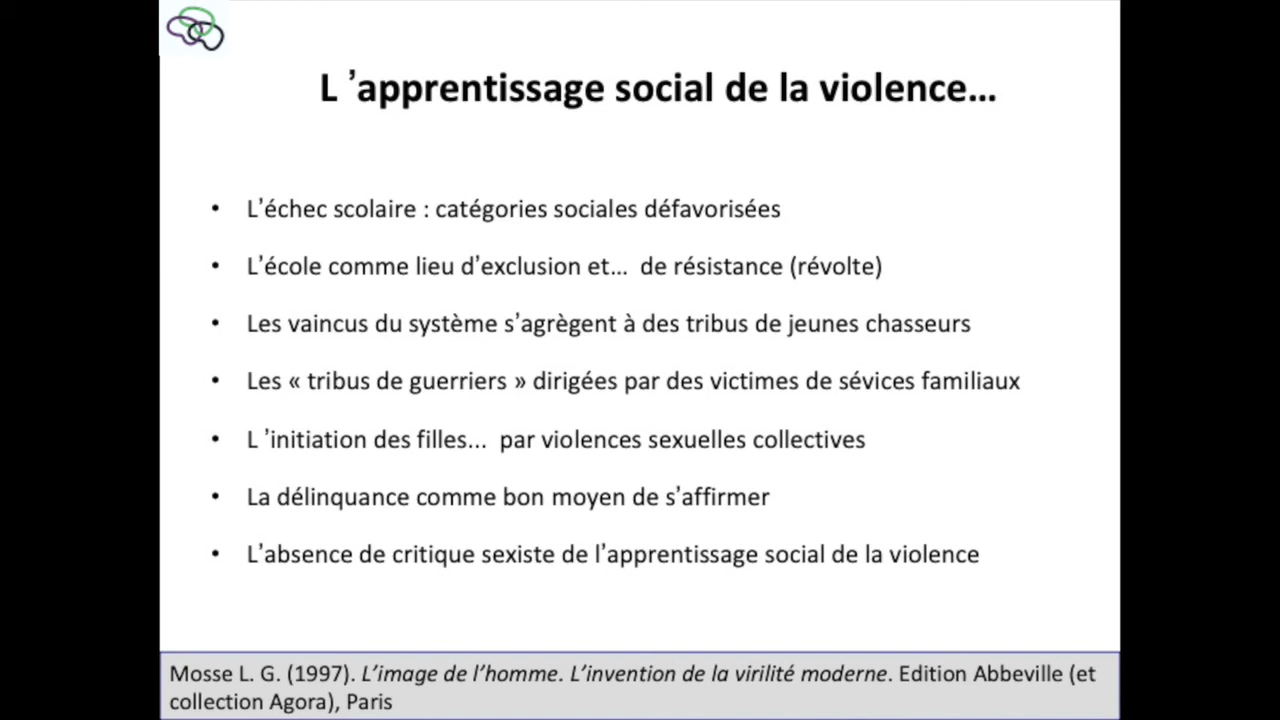 L ’apprentissage social de la violence…
• L’échec scolaire : catégories sociales défavorisées
• L’école comme lieu d’exclusion et… de résistance (révolte)
• Les vaincus du système s’agrègent à des tribus de jeunes chasseurs
• Les « tribus de guerriers » dirigées par des victimes de sévices familiaux
• L ’initiation des filles... par violences sexuelles collectives
• La délinquance comme bon moyen de s’affirmer
• L’absence de critique sexiste de l’apprentissage social de la violence
Mosse L. G. (1997). L’image de l’homme. L’invention de la virilité moderne. Edition Abbeville (et
collection Agora), Paris